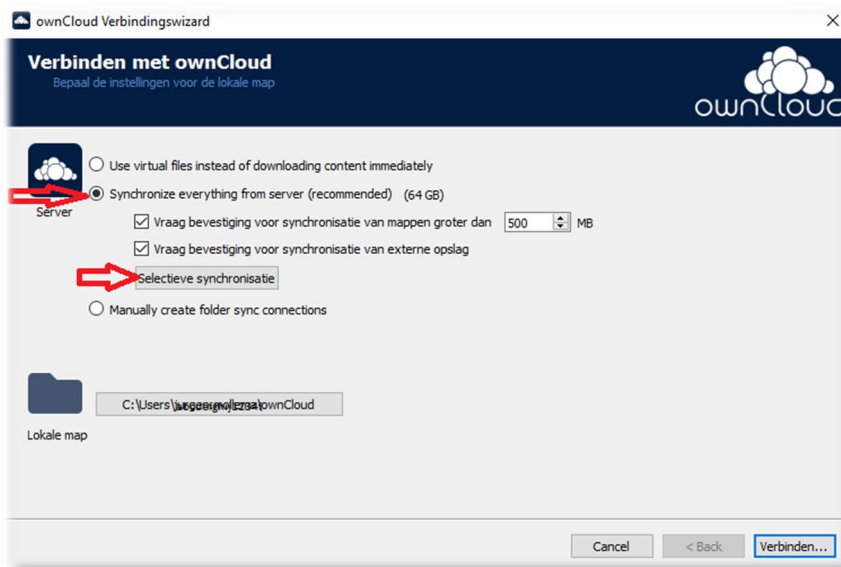 ownCloud Verbindingswizard
Verbinden met ownCloud
Bepaal de instellingen voor de lokale map
ownCloud
Use virtual files instead of downloading content immediately
Synchronize everything from server (recommended) (64 GB)
Server
Vraag bevestiging voor synchronisatie van mappen groter dan 500 MB
Vraag bevestiging voor synchronisatie van externe opslag
Selectieve synchronisatie
Manually create folder sync connections
C:\Users\ \ownCloud
Lokale map
Cancel < Back Verbinden...